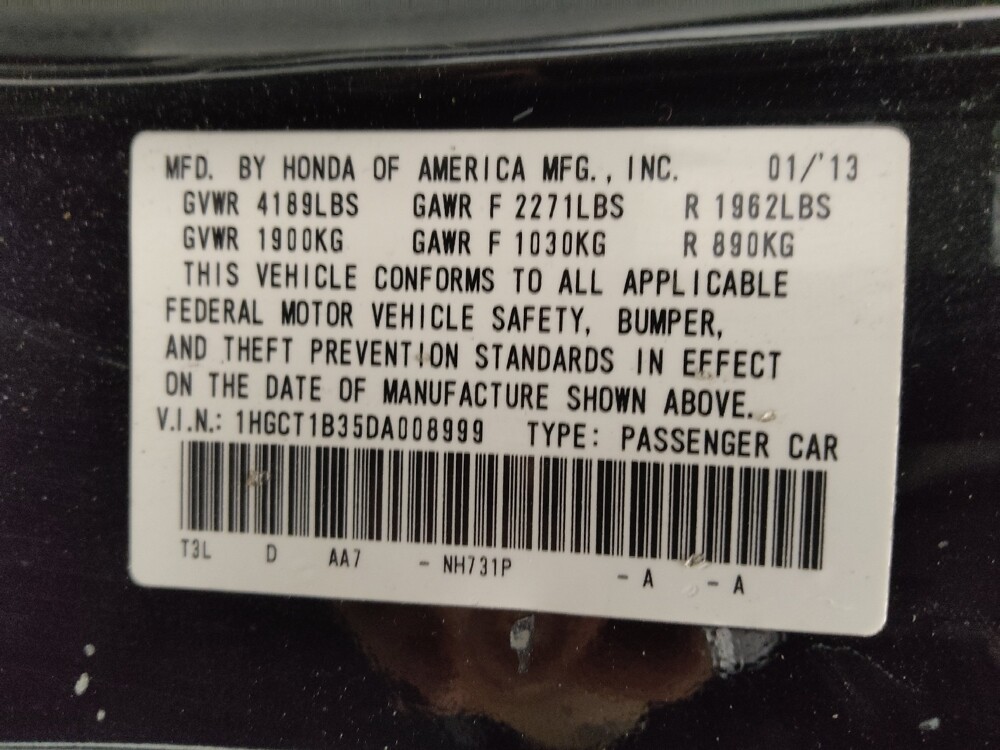 MFD. BY HONDA OF AMERICA MFG., INC. 01/'13
GVWR 4189LBS GAWR F 2271LBS R 1962LBS
GVWR 1900KG GAWR F 1030KG R 890KG
THIS VEHICLE CONFORMS TO ALL APPLICABLE
FEDERAL MOTOR VEHICLE SAFETY, BUMPER,
AND THEFT PREVENTION STANDARDS IN EFFECT
ON THE DATE OF MANUFACTURE SHOWN ABOVE.
V.I.N.: 1HGCT1B35DA008999 TYPE: PASSENGER CAR
T3L D AA7 - NH731P - A - A